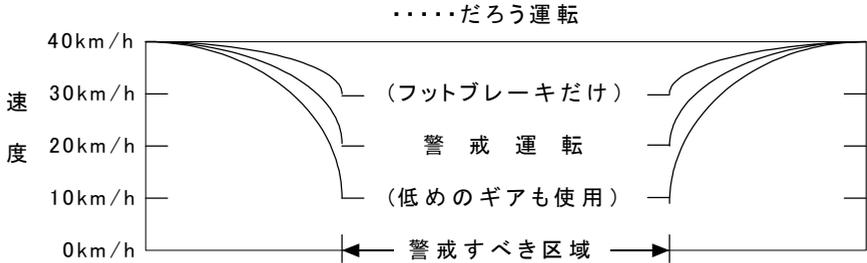 ・・・・・だろう運転
40km/h
速度
30km/h
(フットブレーキだけ)
20km/h
警戒運転
10km/h
(低めのギアも使用)
0km/h
警戒すべき区域